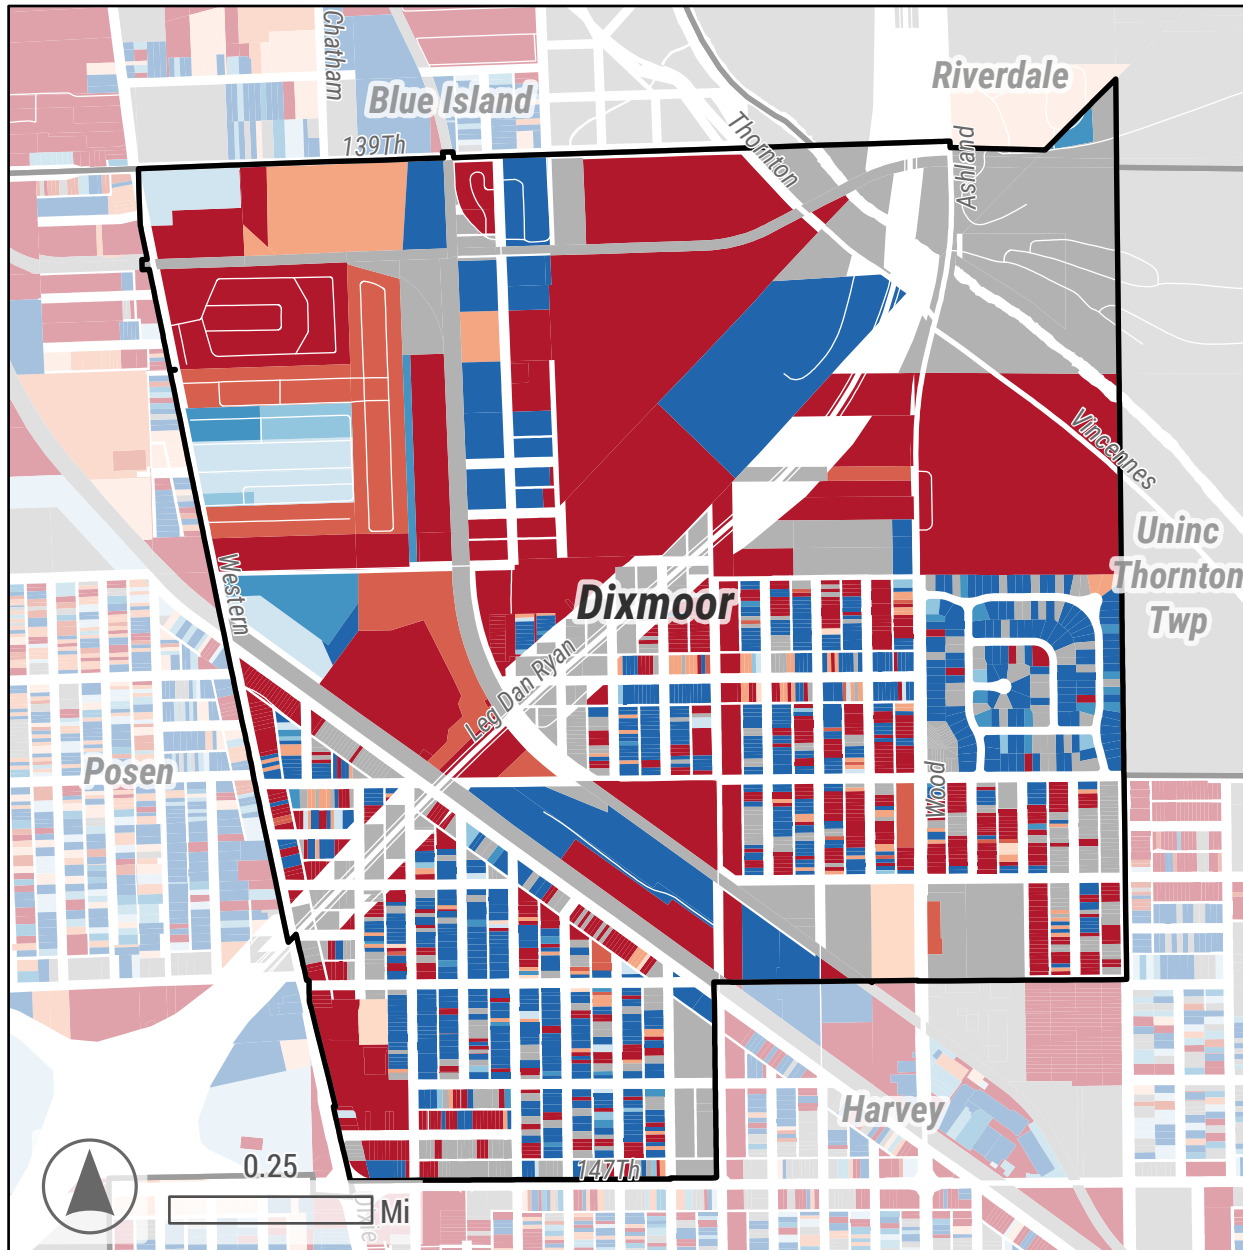 Chatham
Riverdale
Blue Island
139Th
Thornton
Ashland
Vincennes
Uninc
Thornton
Twp
Western
Dixmoor
Leg Dan Ryan
Posen
Wood
Harvey
0.25
Mi
147Th
Dixie